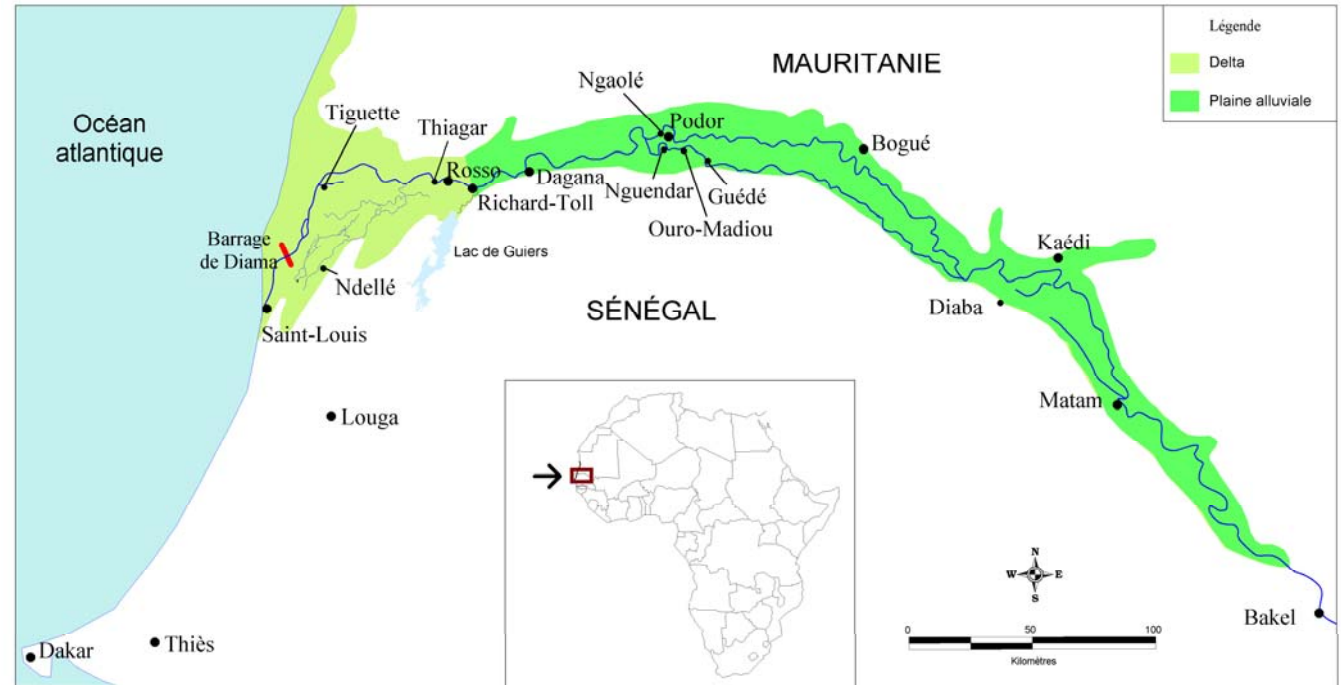 Légende
Delta
Plaine alluviale
MAURITANIE
Océan
atlantique
Tiguette
Thiagar
Rosso
Richard-Toll
Dagana
Ngaolé
Podor
Nguendar
Ouro-Madiou
Guédé
Bogué
Kaédi
Barrage
de Diama
Ndellé
Lac de Guiers
Saint-Louis
SÉNÉGAL
Diaba
Matam
Louga
N
W E
S
0 50 100
Kilomètres
Bakel
Dakar
Thiès